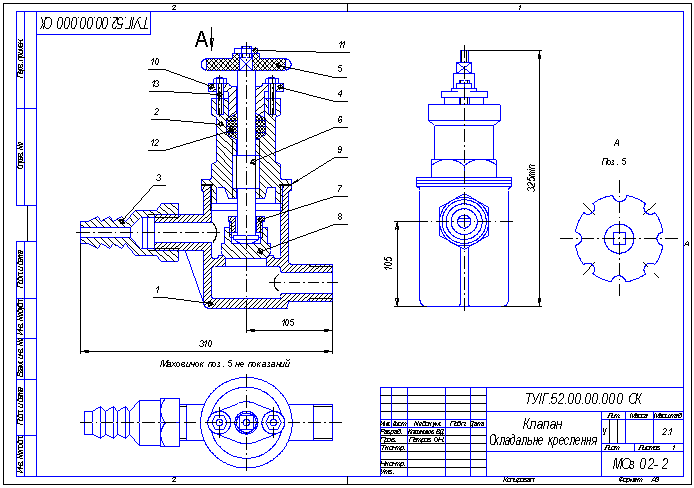 2
1
ТУІГ.52.00.00.000 СК
А
11
5
10
13
4
2
6
12
9
3
7
8
1
105
310
Маховичок поз. 5 не показаний
325min
105
А
Поз. 5
А
ТУІГ.52.00.00.000 СК
Клапан
Складальне креслення
Лит.
Масса
Масштаб
У
2:1
Лист
Листов 1
МОв 02-2
Изм.
Лист
№ докум.
Подп.
Дата
Разраб.
Пров.
Петров О.Н.
Т.контр.
Н.контр.
Утв.
Перв. примен.
Справ. №
Подп. и дата
Инв. № дубл.
Взам. инв. №
Подп. и дата
Инв. № подл.
2
Копировал
Формат А3